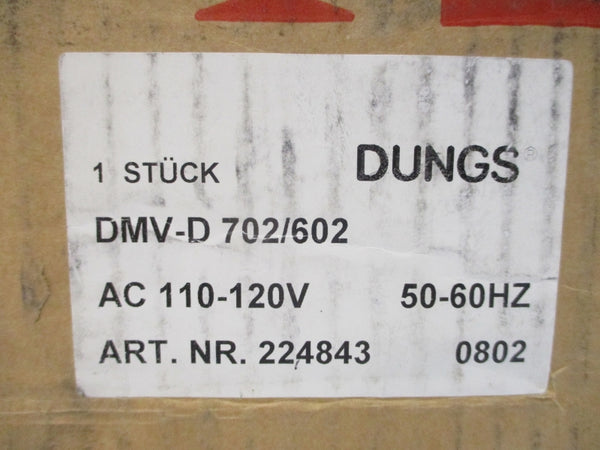 1 STÜCK DUNGS®
DMV-D 702/602
AC 110-120V 50-60HZ
ART. NR. 224843 0802